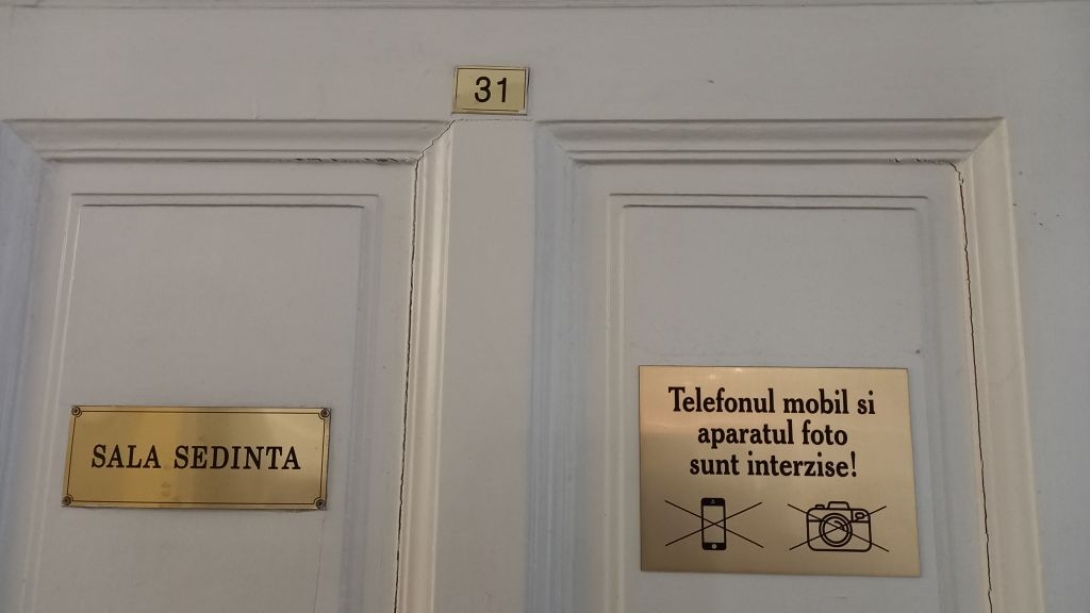 31
SALA SEDINTA
Telefonul mobil si
aparatul foto
sunt interzise!